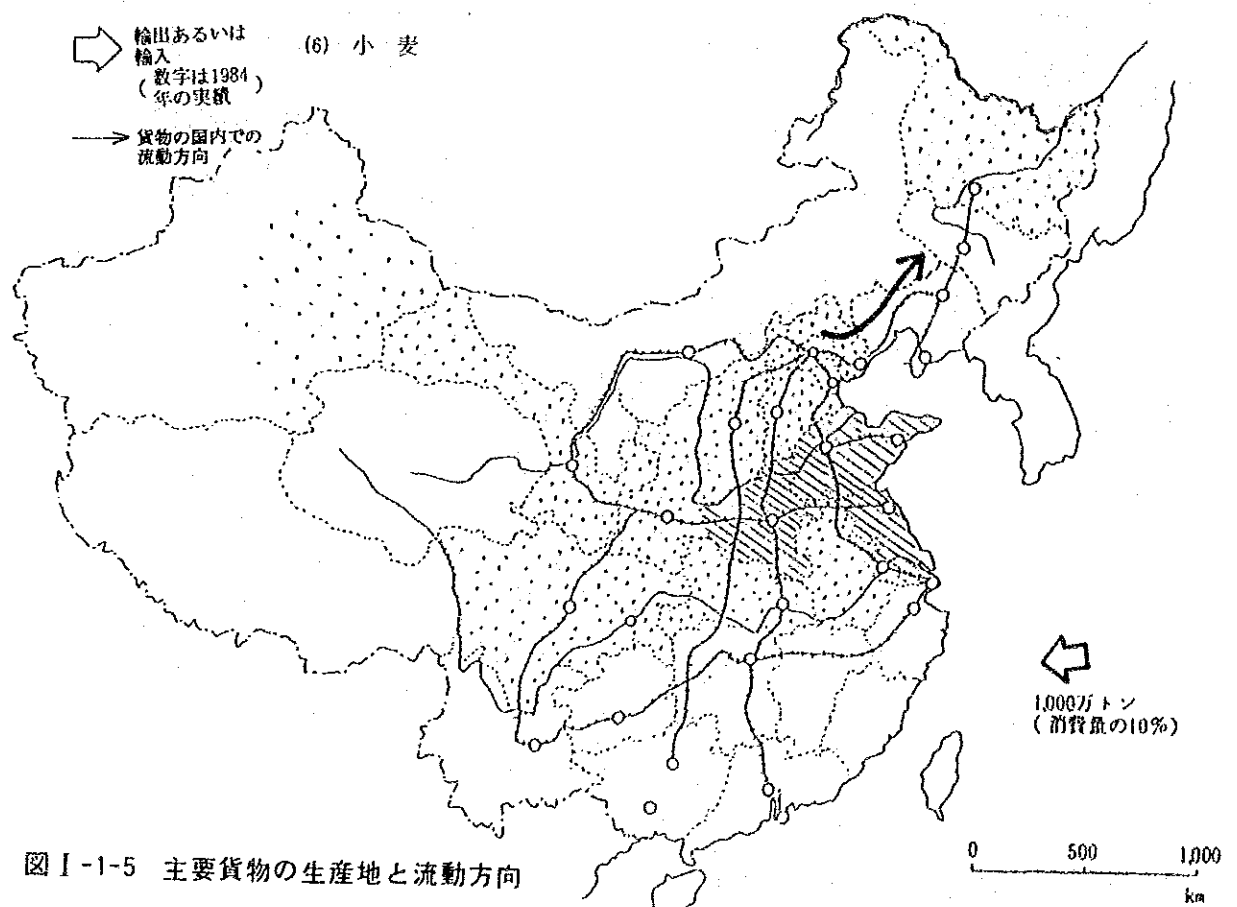 輸出あるいは
輸入
(数字は1984
年の実績)
(6) 小麦
貨物の国内での
流動方向
1,000万トン
(消費量の10%)
図Ⅰ-1-5 主要貨物の生産地と流動方向
0 500 1,000
km